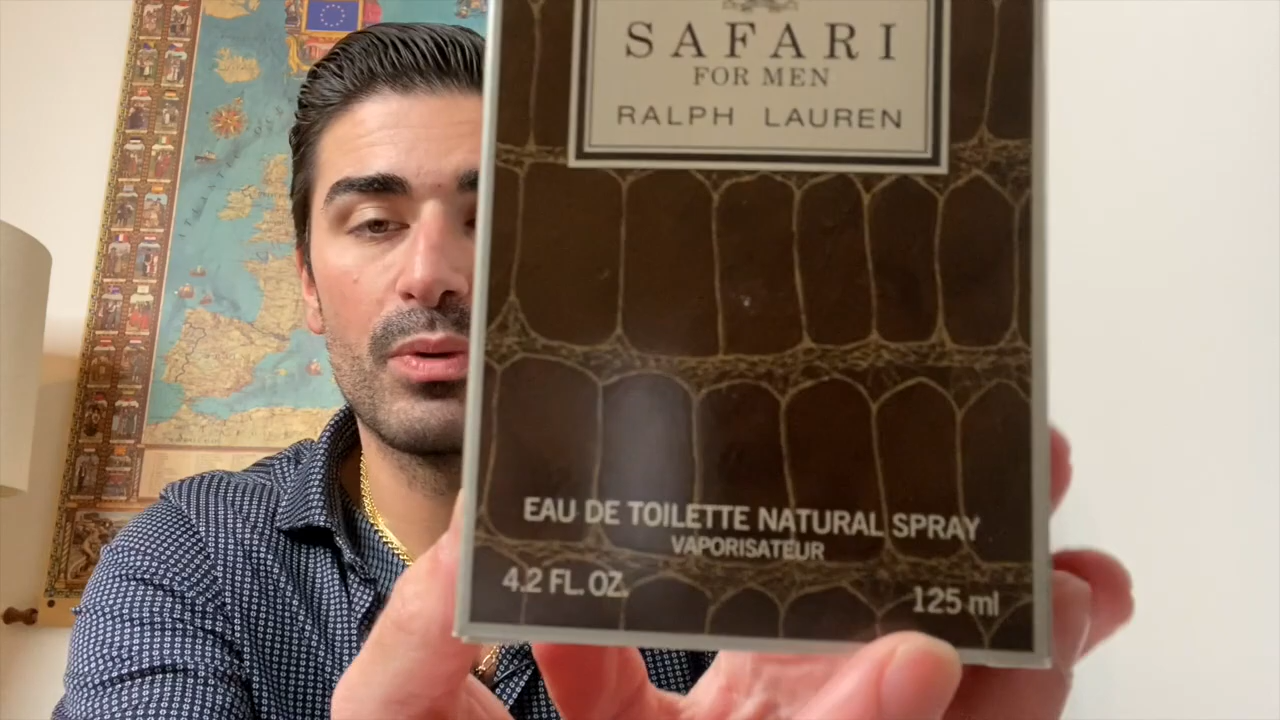 SAFARI
FOR MEN
RALPH LAUREN
EAU DE TOILETTE NATURAL SPRAY
VAPORISATEUR
4.2 FL. OZ.
125 ml